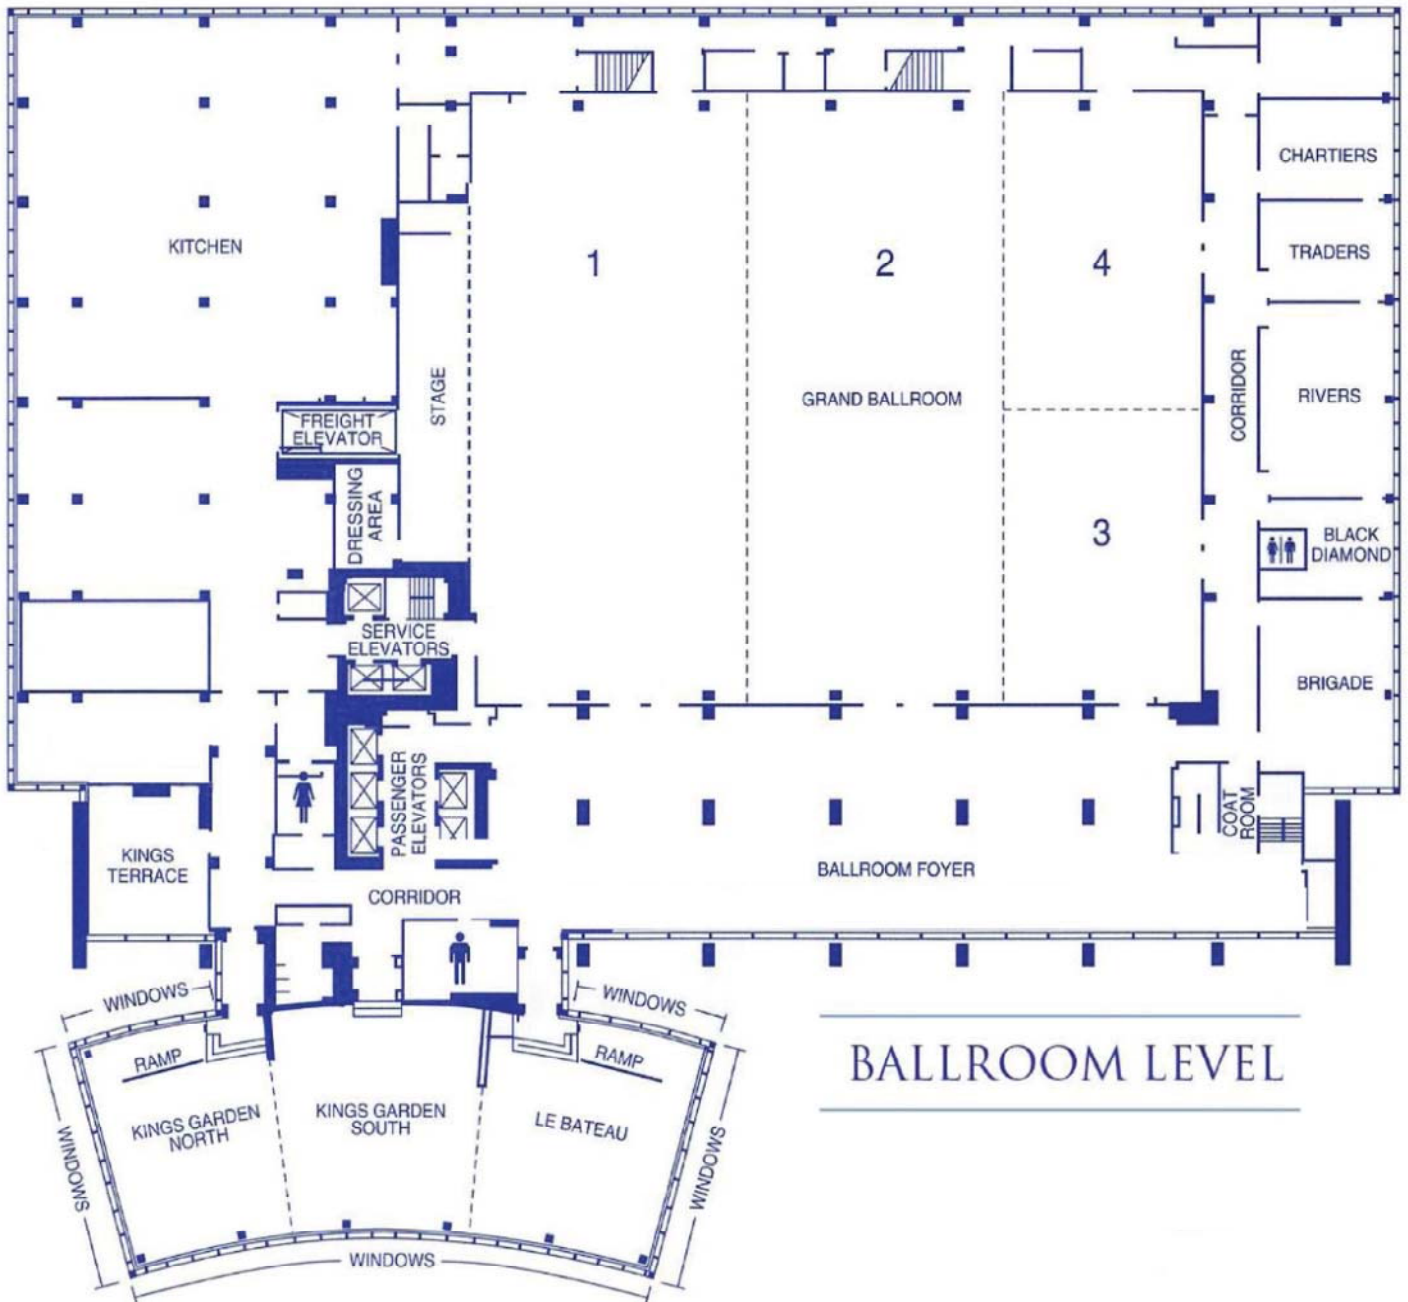 CHARTIERS
KITCHEN
1
2
4
TRADERS
STAGE
GRAND BALLROOM
CORRIDOR
RIVERS
FREIGHT
ELEVATOR
DRESSING
AREA
3
BLACK
DIAMOND
SERVICE
ELEVATORS
BRIGADE
PASSENGER
ELEVATORS
COAT
ROOM
KINGS
TERRACE
BALLROOM FOYER
CORRIDOR
WINDOWS
WINDOWS
RAMP
RAMP
BALLROOM LEVEL
KINGS GARDEN
NORTH
KINGS GARDEN
SOUTH
LE BATEAU
WINDOWS
WINDOWS
WINDOWS